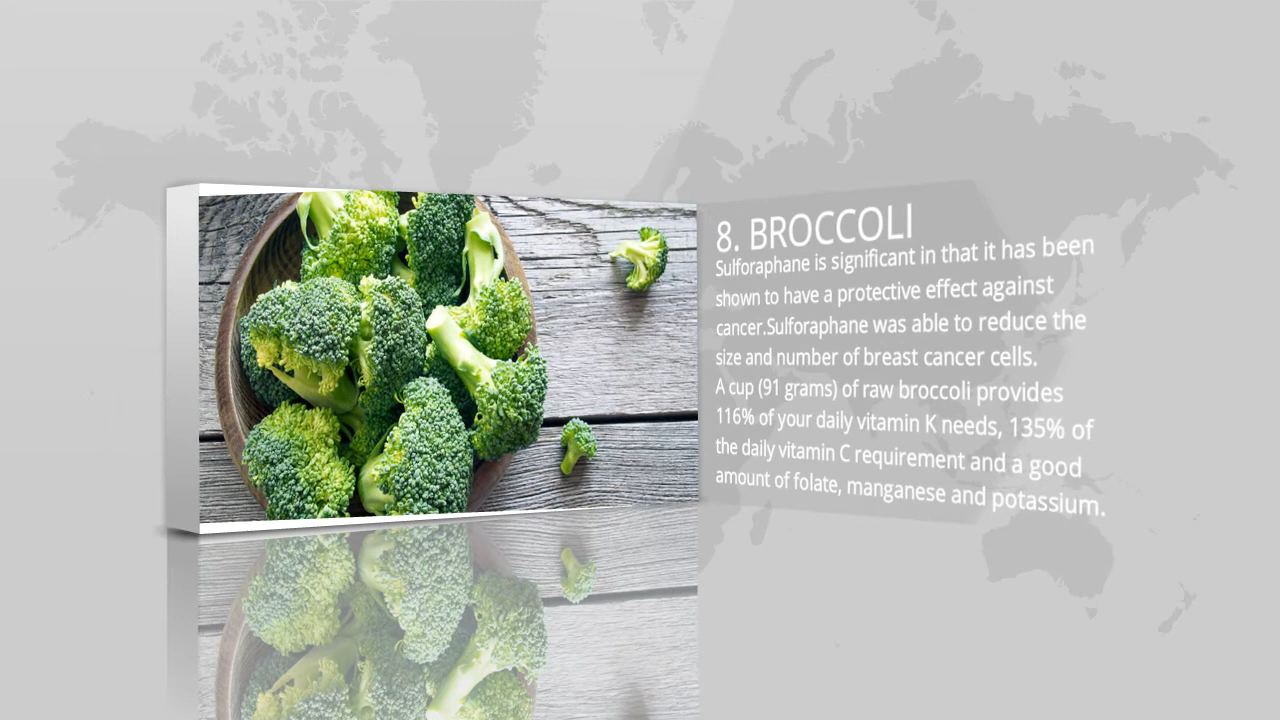 8. BROCCOLI
Sulforaphane is significant in that it has been
shown to have a protective effect against
cancer.Sulforaphane was able to reduce the
size and number of breast cancer cells.
A cup (91 grams) of raw broccoli provides
116% of your daily vitamin K needs, 135% of
the daily vitamin C requirement and a good
amount of folate, manganese and potassium.